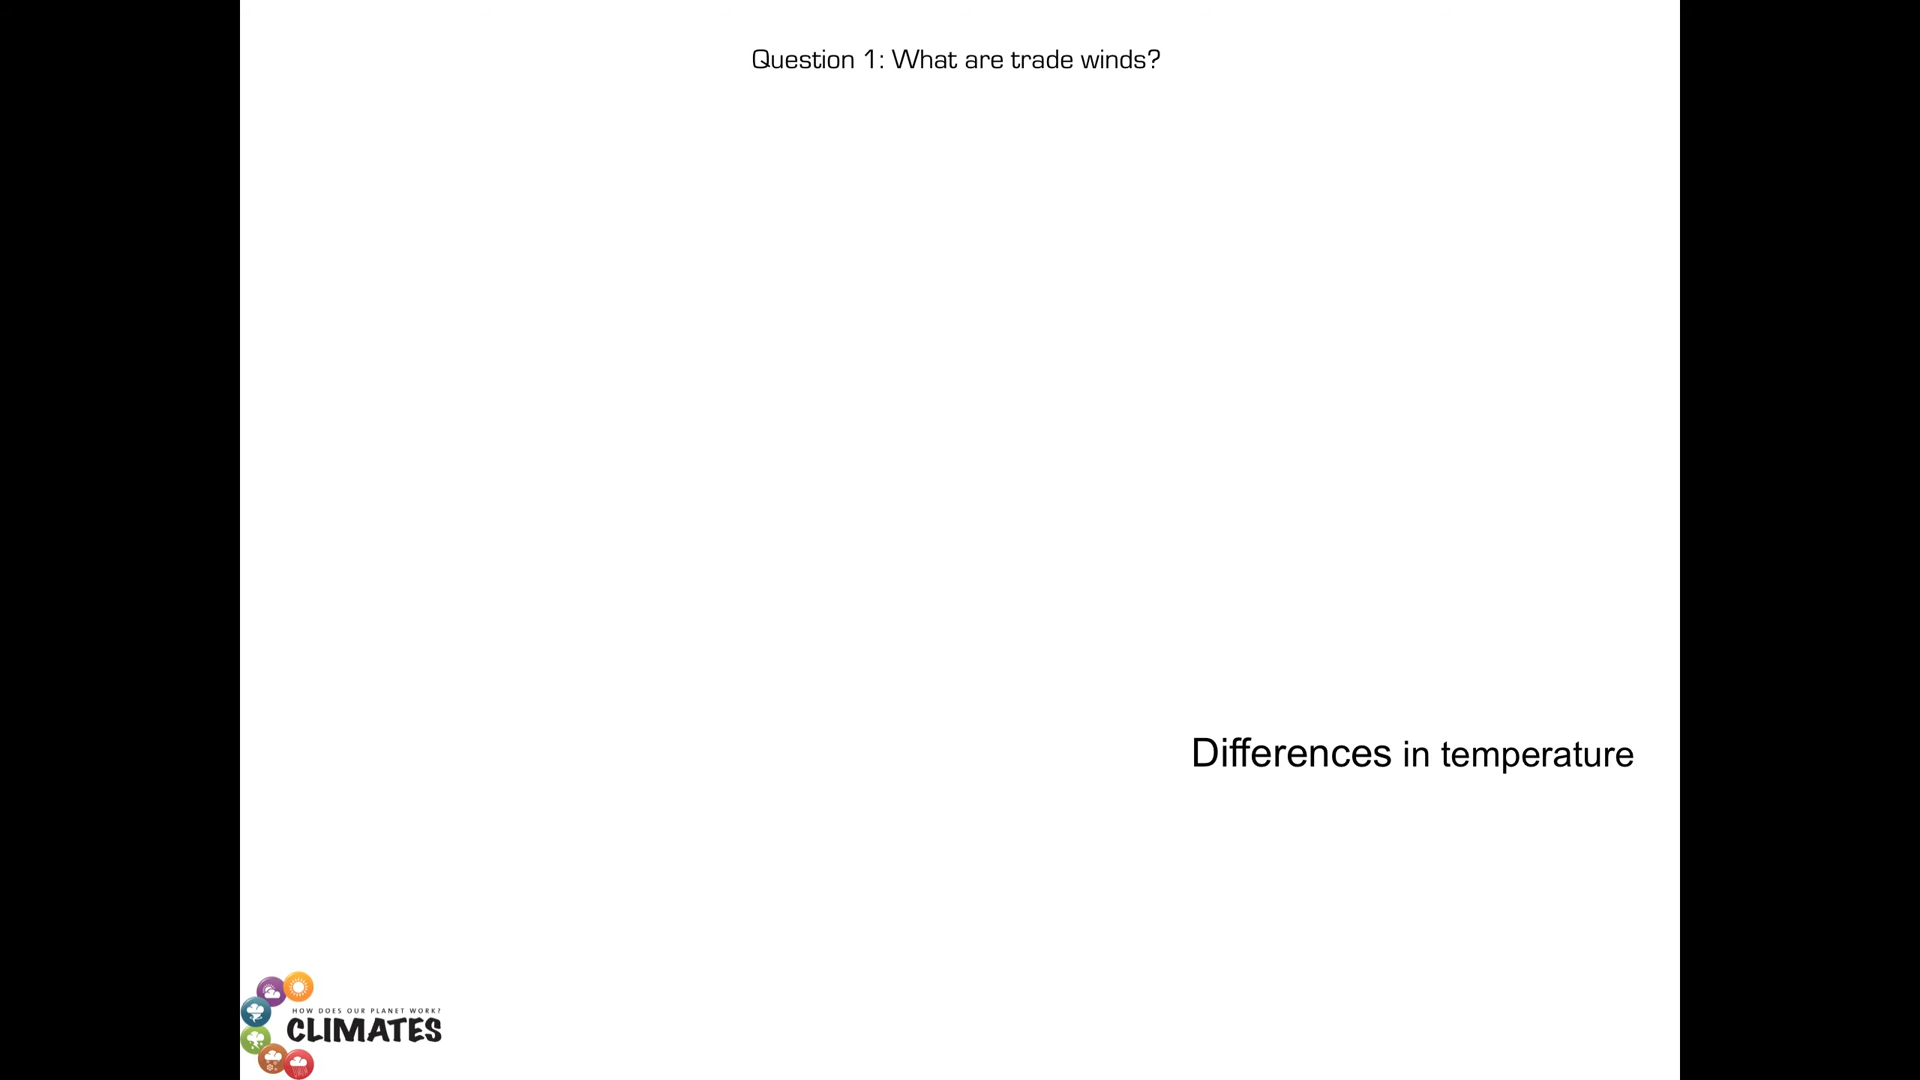 Question 1: What are trade winds?
Differences in temperature
HOW DOES OUR PLANET WORK?
CLIMATES